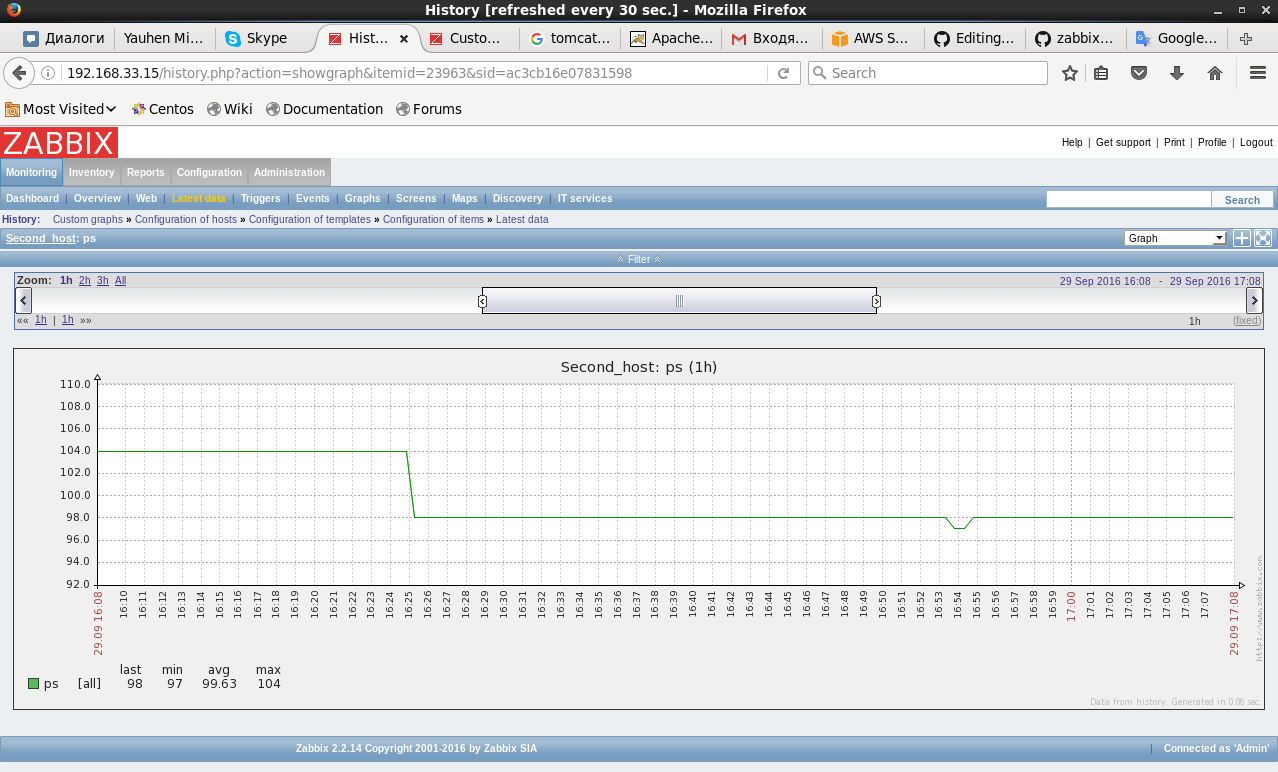 History [refreshed every 30 sec.] - Mozilla Firefox
Диалоги Yauhen Mi... Skype Hist... Custo... tomcat... Apache... Входя... AWS S... Editing... zabbix... Google...
192.168.33.15/history.php?action=showgraph&itemid=23963&sid=ac3cb16e07831598 Search
Most Visited Centos Wiki Documentation Forums
ZABBIX
Help | Get support | Print | Profile | Logout
Monitoring Inventory Reports Configuration Administration
Dashboard | Overview | Web | Latest data | Triggers | Events | Graphs | Screens | Maps | Discovery | IT services Search
History: Custom graphs » Configuration of hosts » Configuration of templates » Configuration of items » Latest data
Second_host: ps Graph
Filter
Zoom: 1h 2h 3h All 29 Sep 2016 16:08 - 29 Sep 2016 17:08
«« 1h | 1h »» 1h (fixed)
Second_host: ps (1h)
110.0
108.0
106.0
104.0
102.0
100.0
98.0
96.0
94.0
92.0
29.09 16:08 16:10 16:11 16:12 16:13 16:14 16:15 16:16 16:17 16:18 16:19 16:20 16:21 16:22 16:23 16:24 16:25 16:26 16:27 16:28 16:29 16:30 16:31 16:32 16:33 16:34 16:35 16:36 16:37 16:38 16:39 16:40 16:41 16:42 16:43 16:44 16:45 16:46 16:47 16:48 16:49 16:50 16:51 16:52 16:53 16:54 16:55 16:56 16:57 16:58 16:59 17:00 17:01 17:02 17:03 17:04 17:05 17:06 17:07 29.09 17:08
http://www.zabbix.com
last min avg max
ps [all] 98 97 99.63 104
Data from history. Generated in 0.06 sec.
Zabbix 2.2.14 Copyright 2001-2016 by Zabbix SIA | Connected as 'Admin'